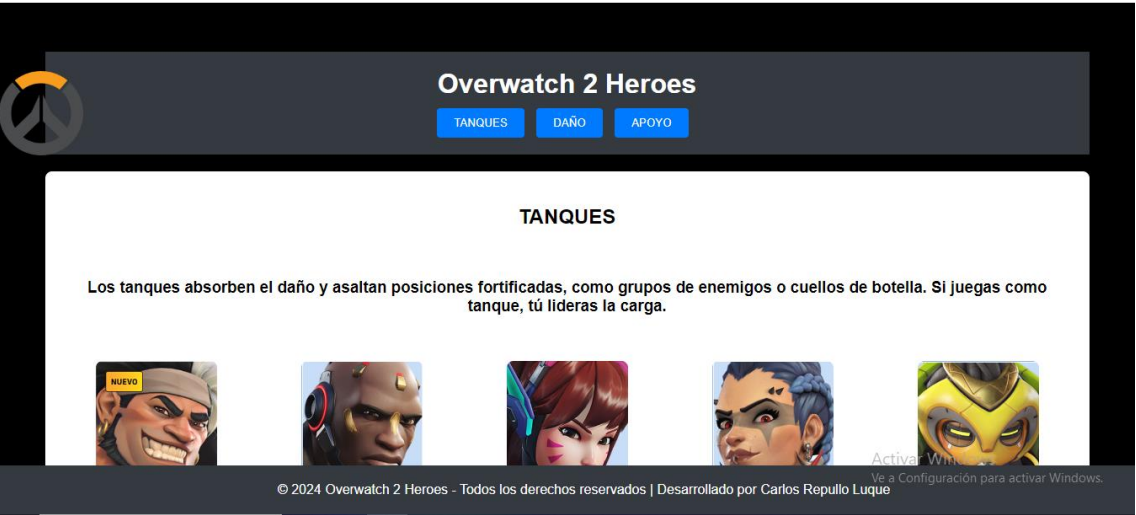 Overwatch 2 Heroes
TANQUES DAÑO APOYO
TANQUES
Los tanques absorben el daño y asaltan posiciones fortificadas, como grupos de enemigos o cuellos de botella. Si juegas como
tanque, tú lideras la carga.
NUEVO
Activar Windows
Ve a Configuración para activar Windows.
© 2024 Overwatch 2 Heroes - Todos los derechos reservados | Desarrollado por Carlos Repullo Luque